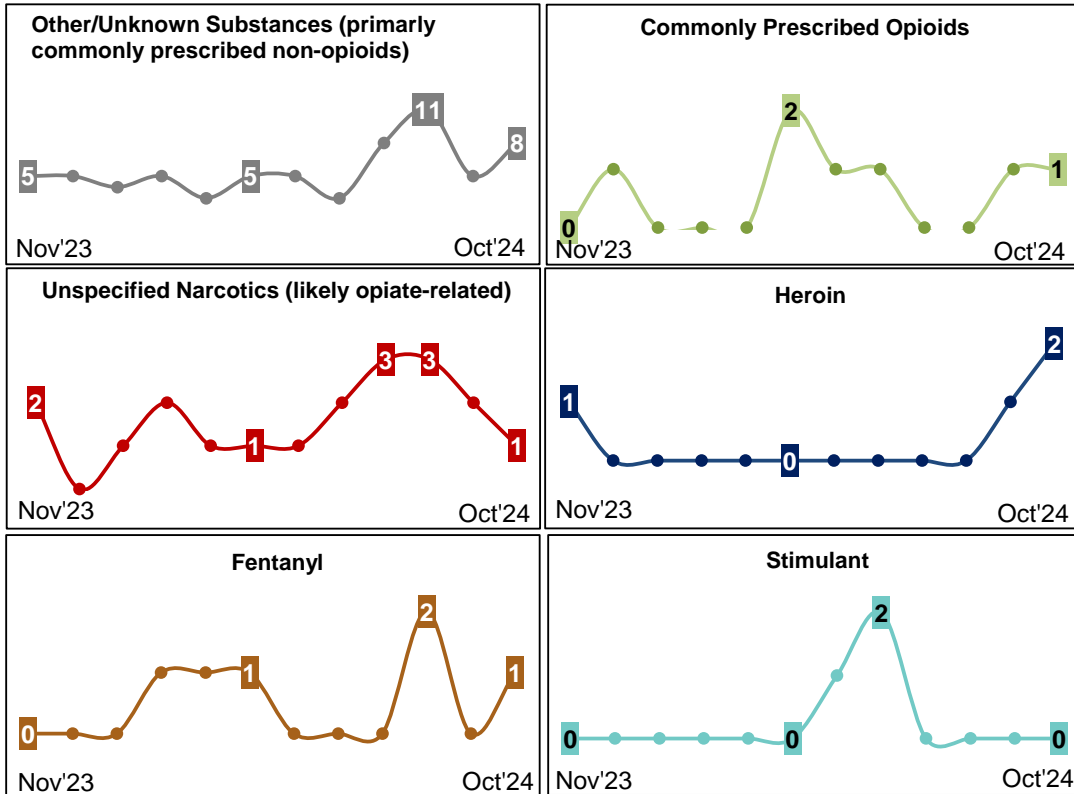 Other/Unknown Substances (primarly
commonly prescribed non-opioids)
5
5
11
8
Nov'23
Oct'24
Commonly Prescribed Opioids
0
2
1
Nov'23
Oct'24
Unspecified Narcotics (likely opiate-related)
2
1
3
3
1
Nov'23
Oct'24
Heroin
1
0
2
Nov'23
Oct'24
Fentanyl
0
1
2
1
Nov'23
Oct'24
Stimulant
0
0
2
0
Nov'23
Oct'24